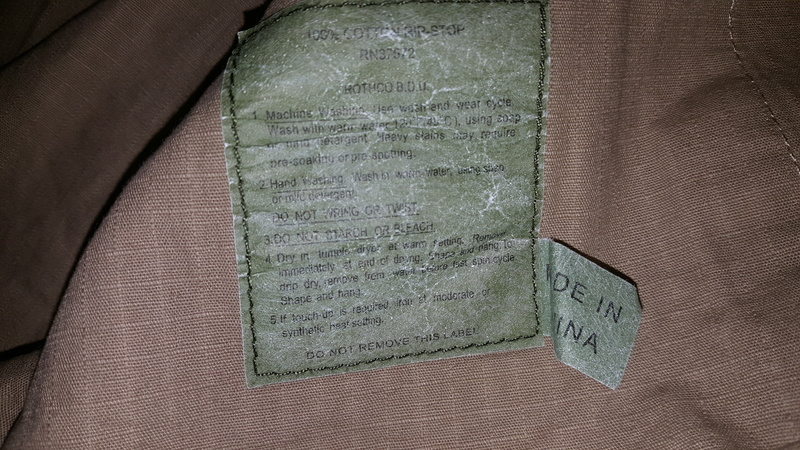 100% COTTON RIP-STOP
ROTHCO B.D.U.
1. Machine Washing. Use wash and wear cycle.
Wash with warm water using soap
or mild detergent. Heavy stains may require
pre-soaking or pre-spotting.
2. Hand Washing. Wash in warm water, using soap
or mild detergent.
DO NOT WRING OR TWIST.
3. DO NOT STARCH OR BLEACH.
4. Dry in tumble dryer at warm setting. Remove
immediately at end of drying. Shape and hang, to
drip dry, remove from wash before last spin cycle.
Shape and hang.
5. If touch-up is required, iron at moderate or
synthetic heat setting.
DO NOT REMOVE THIS LABEL
DE IN
INA